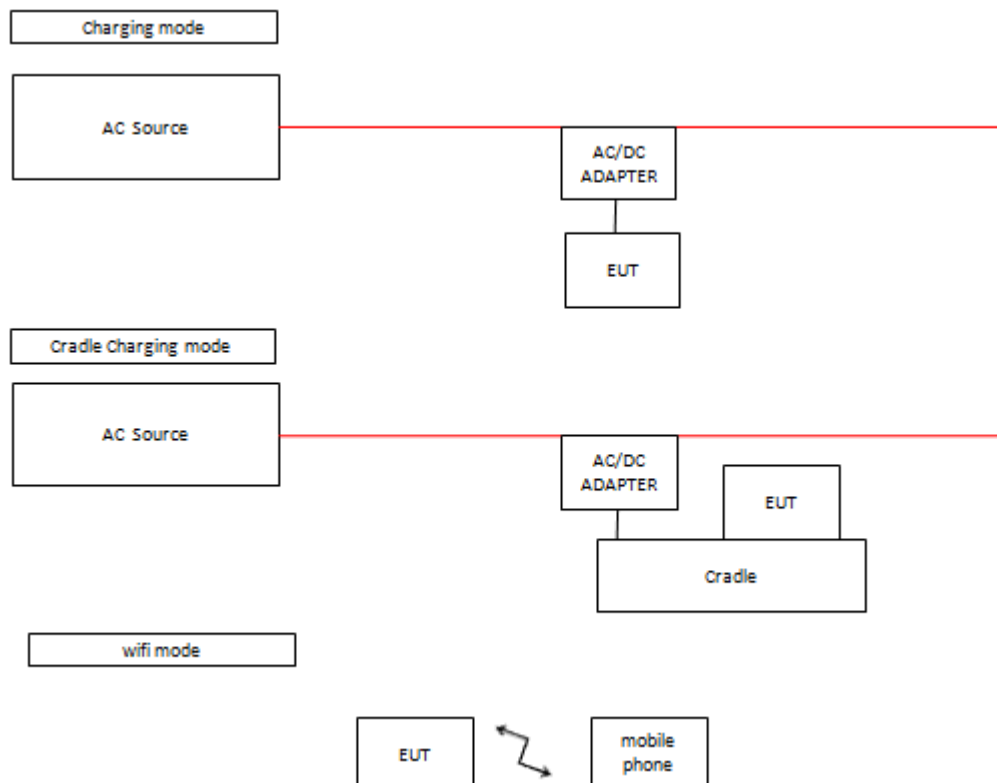 Charging mode
AC Source
AC/DC
ADAPTER
EUT
Cradle Charging mode
AC Source
AC/DC
ADAPTER
EUT
Cradle
wifi mode
EUT
mobile
phone